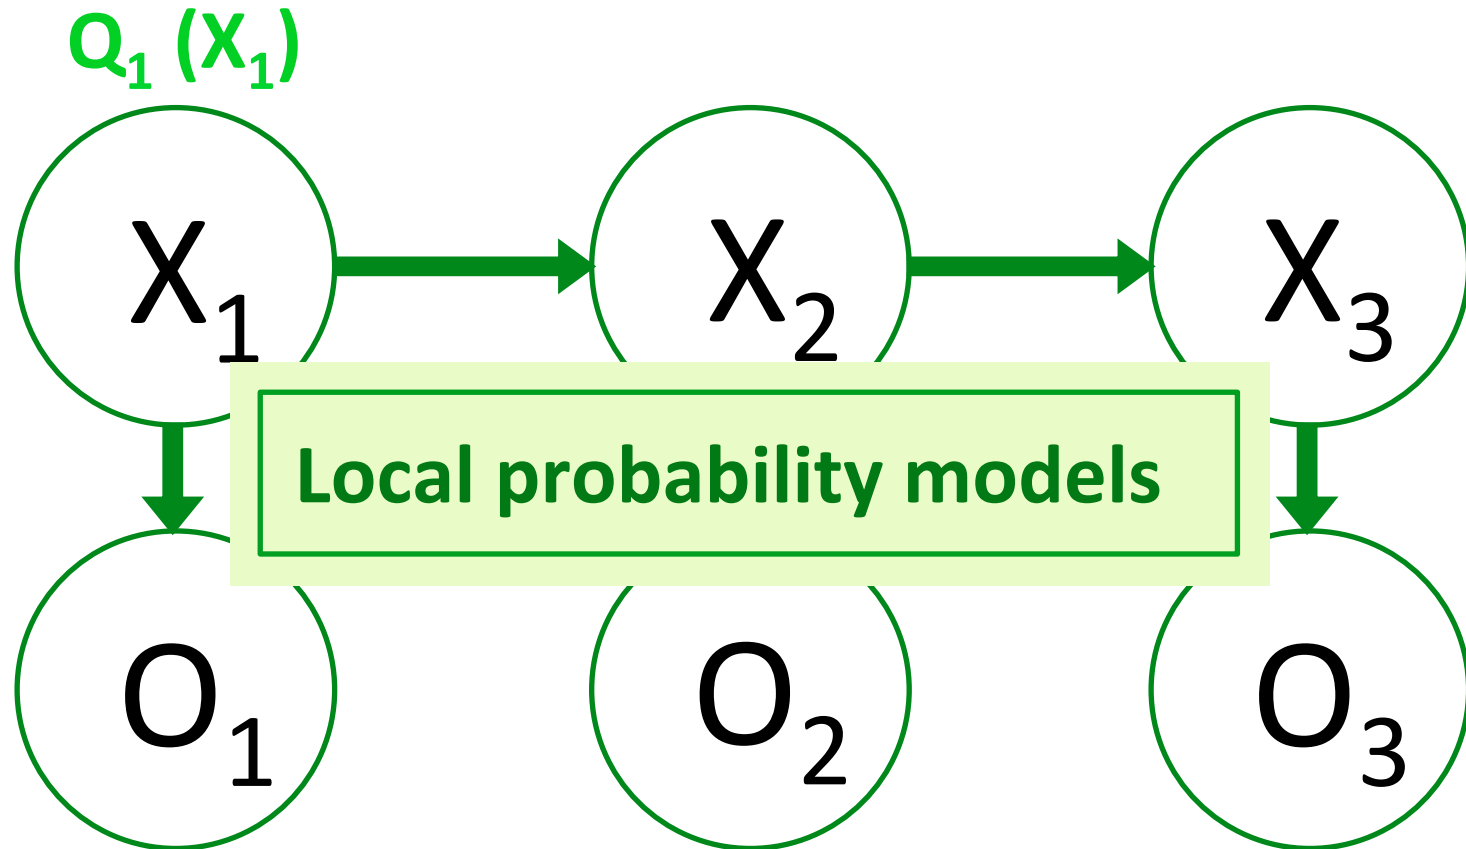 Q₁ (X₁)
X₁ X₂ X₃
Local probability models
O₁ O₂ O₃